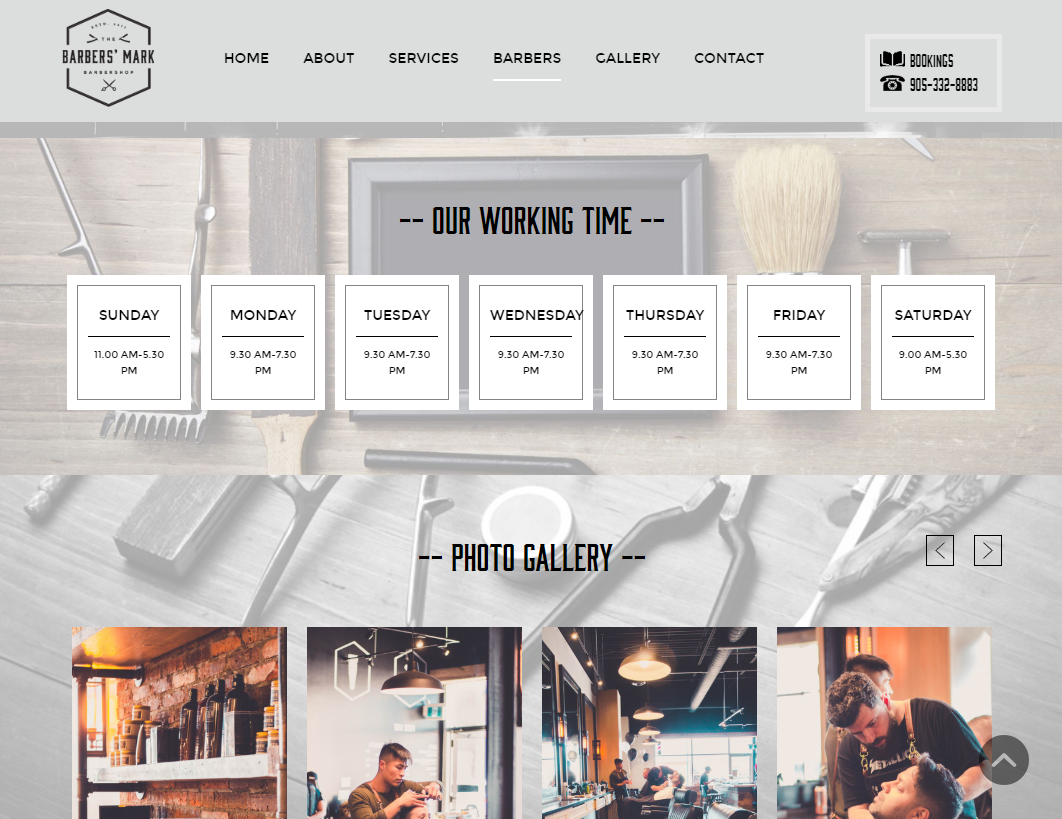 THE
BARBERS' MARK
BARBERSHOP
HOME
ABOUT
SERVICES
BARBERS
GALLERY
CONTACT
BOOKINGS
905-332-8883
-- OUR WORKING TIME --
SUNDAY
11.00 AM-5.30
PM
MONDAY
9.30 AM-7.30
PM
TUESDAY
9.30 AM-7.30
PM
WEDNESDAY
9.30 AM-7.30
PM
THURSDAY
9.30 AM-7.30
PM
FRIDAY
9.30 AM-7.30
PM
SATURDAY
9.00 AM-5.30
PM
-- PHOTO GALLERY --